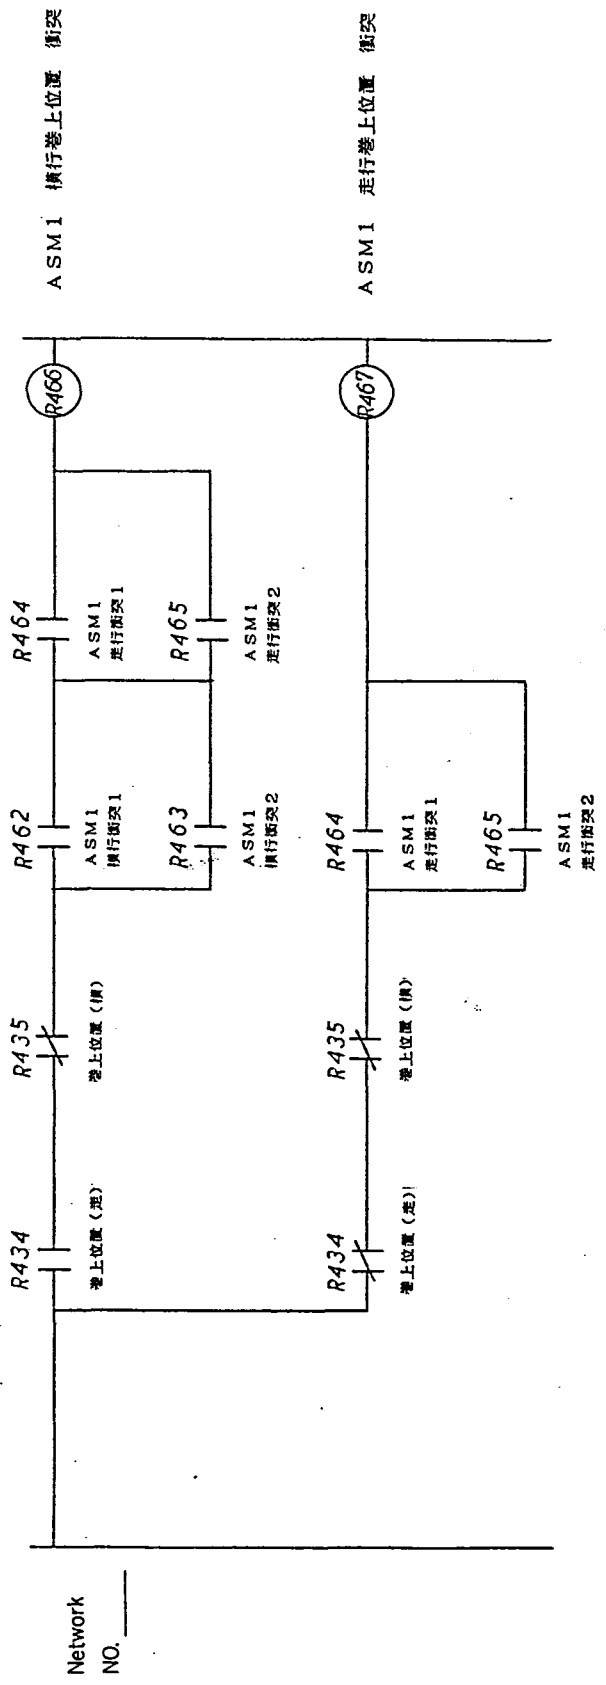 Network
NO.
R434
巻上位置(走)
R435
巻上位置(横)
R462
ASM1
横行衝突1
R464
ASM1
走行衝突1
R466
ASM1 横行巻上位置 衝突
R463
ASM1
横行衝突2
R465
ASM1
走行衝突2
R434
巻上位置(走)
R435
巻上位置(横)
R464
ASM1
走行衝突1
R467
ASM1 走行巻上位置 衝突
R465
ASM1
走行衝突2